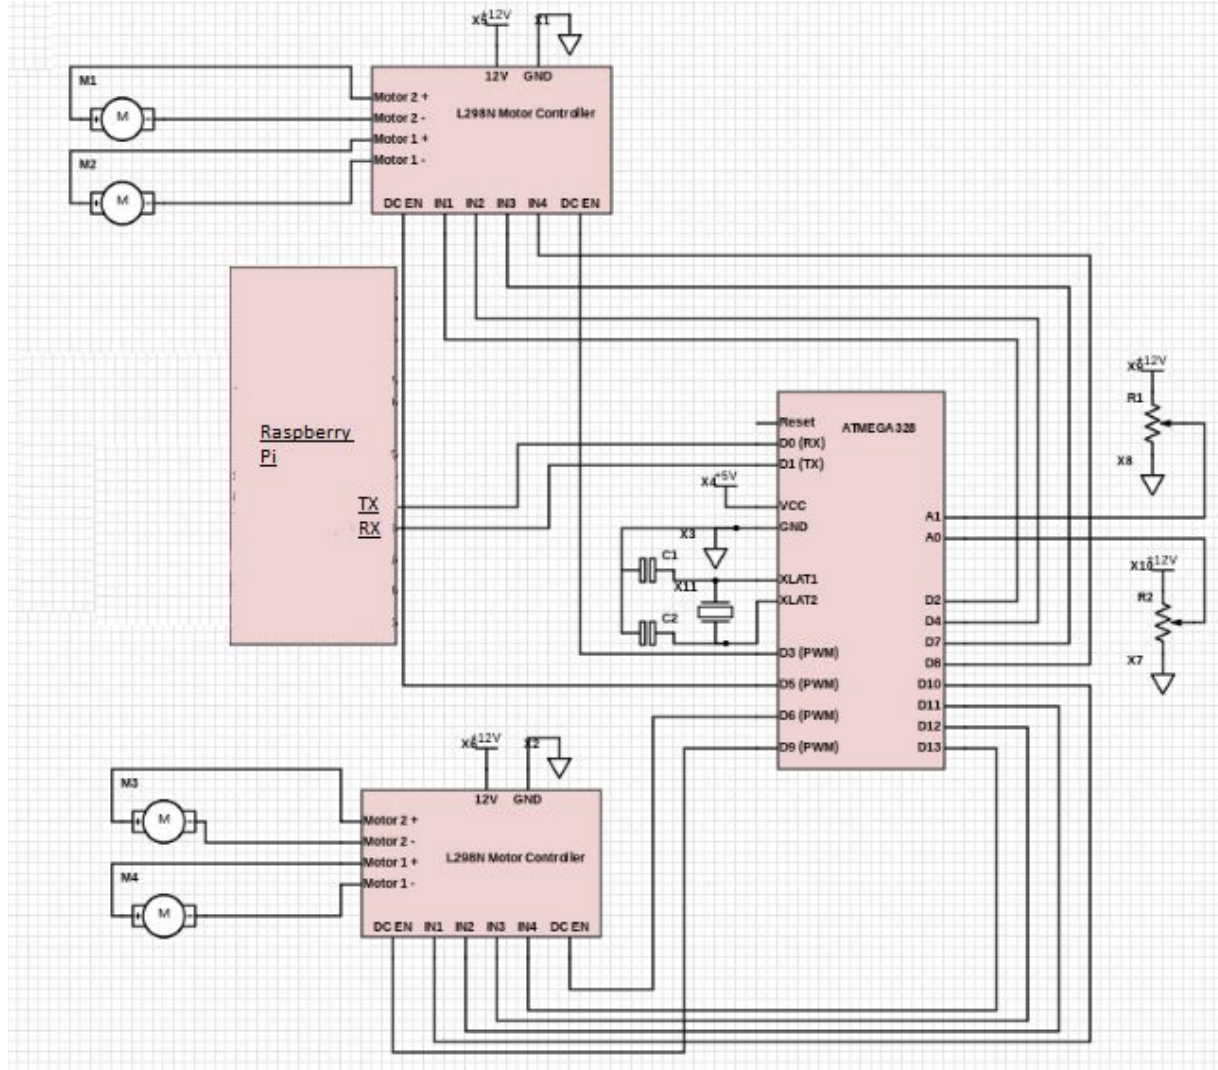 X5 +12V X1
12V GND
M1
M
Motor 2 +
Motor 2 -
Motor 1 +
Motor 1 -
L298N Motor Controller
M2
M
DC EN IN1 IN2 IN3 IN4 DC EN
Raspberry
Pi
TX
RX
Reset
D0 (RX)
D1 (TX)
ATMEGA328
X4 +5V
VCC
GND
X3
C1
X11
XLAT1
XLAT2
C2
D3 (PWM)
D5 (PWM)
D6 (PWM)
D9 (PWM)
A1
A0
D2
D4
D7
D8
D10
D11
D12
D13
X9 +12V
R1
X8
X10 +12V
R2
X7
X6 +12V X2
12V GND
M3
M
Motor 2 +
Motor 2 -
Motor 1 +
Motor 1 -
L298N Motor Controller
M4
M
DC EN IN1 IN2 IN3 IN4 DC EN